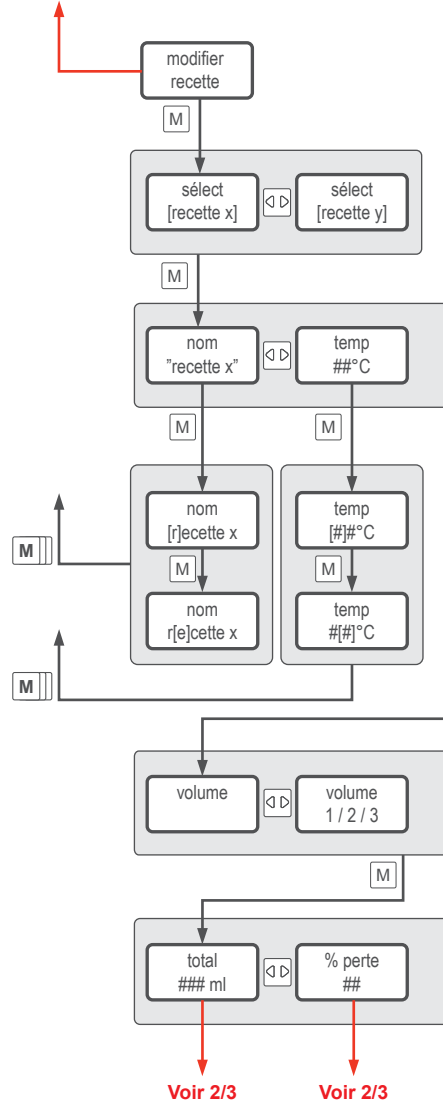 modifier
recette
M
sélect
[recette x]
sélect
[recette y]
M
nom
"recette x"
temp
##°C
M
M
nom
[r]ecette x
temp
[#]#°C
M
M
M
nom
r[e]cette x
temp
#[#]°C
M
volume
volume
1 / 2 / 3
M
total
### ml
% perte
##
Voir 2/3
Voir 2/3